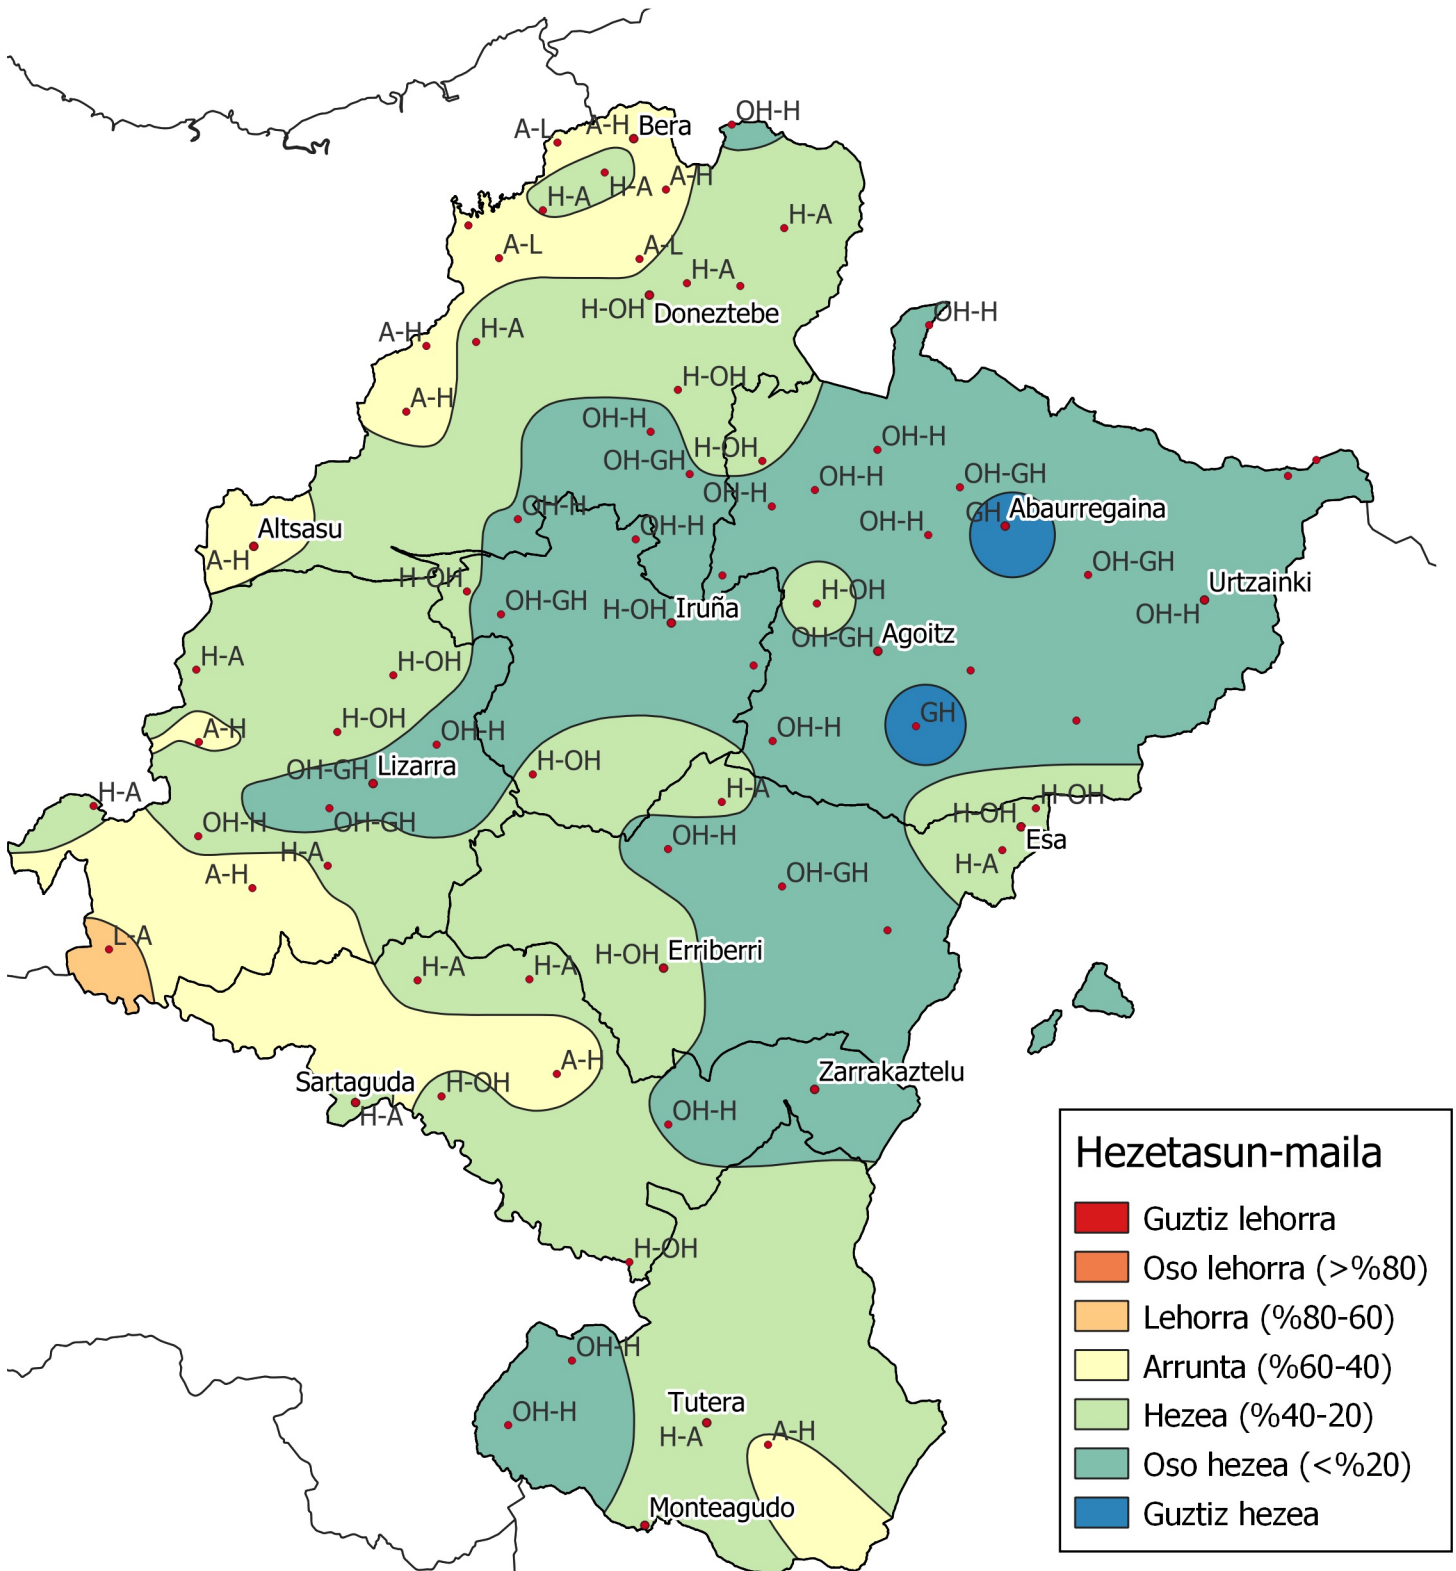 OH-H
A-L
A-H
Bera
H-A
H-A
A-H
H-A
A-L
A-L
H-A
H-OH
Doneztebe
OH-H
A-H
H-A
H-OH
A-H
OH-H
OH-H
H-OH
OH-GH
OH-H
OH-GH
OH-H
OH-H
OH-H
OH-H
GH
Abaurregaina
Altsasu
A-H
OH-GH
H-OH
Urtzainki
OH-H
H-OH
OH-GH
H-OH
Iruña
OH-GH
Agoitz
H-A
H-OH
H-OH
A-H
OH-H
OH-H
GH
OH-GH
Lizarra
H-OH
H-A
H-A
H-OH
H-OH
Esa
H-A
OH-H
OH-GH
OH-H
H-A
A-H
OH-GH
L-A
H-A
H-A
H-OH
Erriberri
A-H
Zarrakaztelu
Sartaguda
H-OH
H-A
OH-H
H-OH
OH-H
OH-H
Tutera
H-A
A-H
Monteagudo
Hezetasun-maila
Guztiz lehorra
Oso lehorra (>%80)
Lehorra (%80-60)
Arrunta (%60-40)
Hezea (%40-20)
Oso hezea (<%20)
Guztiz hezea